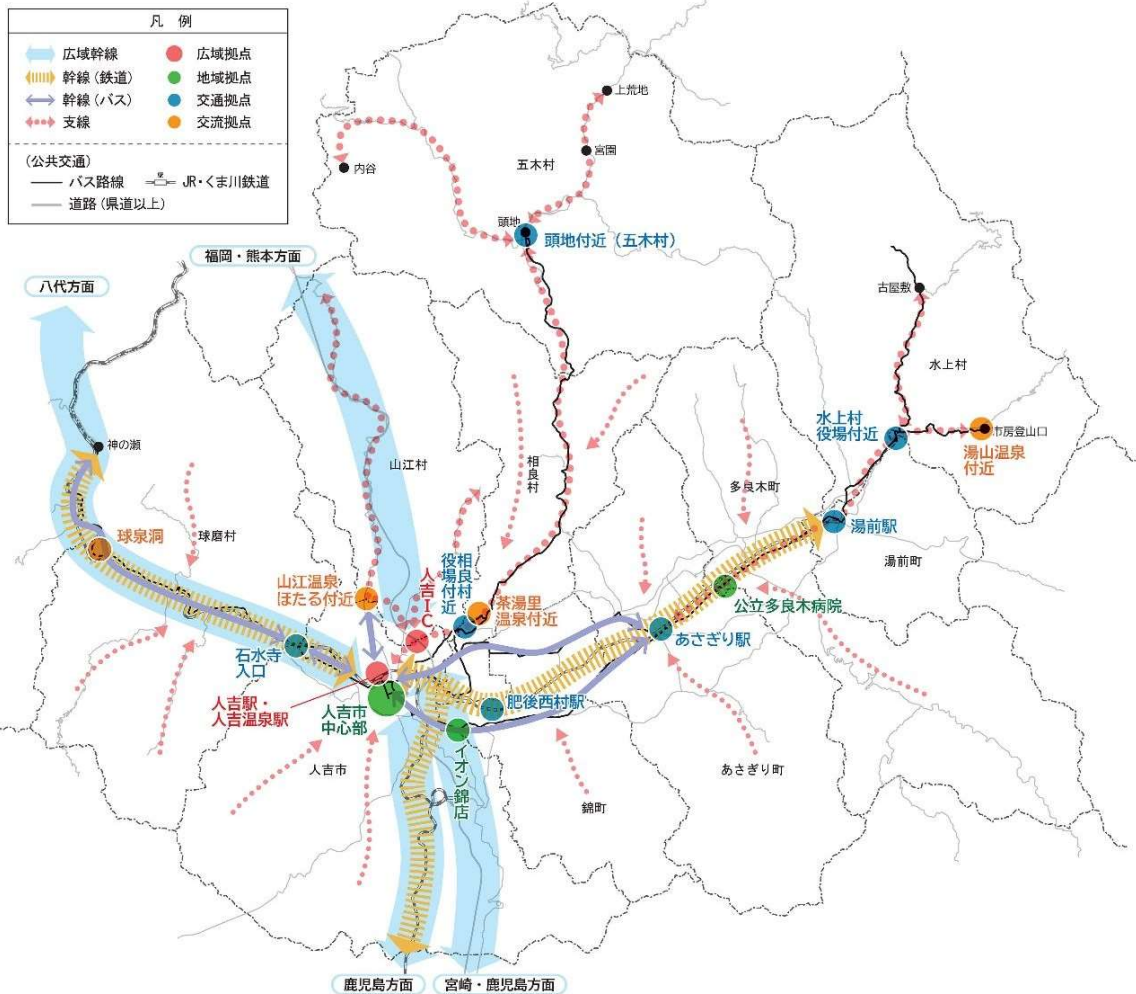 凡 例
広域幹線
広域拠点
幹線(鉄道)
地域拠点
幹線(バス)
交通拠点
支線
交流拠点
(公共交通)
バス路線
駅
JR・くま川鉄道
道路(県道以上)
上荒地
宮園
内谷
五木村
頭地
頭地付近(五木村)
福岡・熊本方面
八代方面
古屋敷
水上村
水上村
役場付近
市房登山口
湯山温泉
付近
神の瀬
山江村
相良村
多良木町
湯前駅
湯前町
球泉洞
球磨村
山江温泉
ほたる付近
人吉IC
相良村
役場付近
茶湯里
温泉付近
公立多良木病院
あさぎり駅
石水寺
入口
人吉駅・
人吉温泉駅
人吉市
中心部
肥後西村駅
イオン錦店
人吉市
あさぎり町
錦町
鹿児島方面
宮崎・鹿児島方面